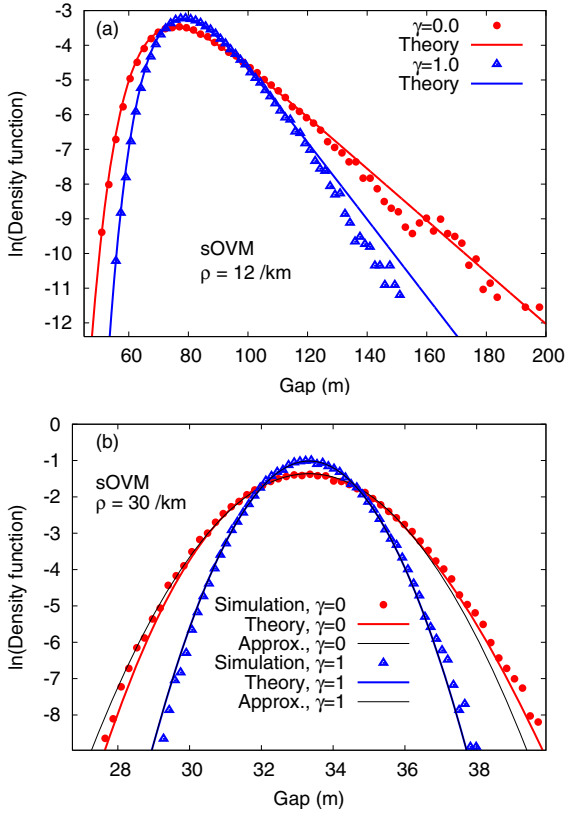 (a)
γ=0.0
Theory
γ=1.0
Theory
sOVM
ρ = 12 /km
ln(Density function)
-3
-4
-5
-6
-7
-8
-9
-10
-11
-12
60 80 100 120 140 160 180 200
Gap (m)
(b)
sOVM
ρ = 30 /km
Simulation, γ=0
Theory, γ=0
Approx., γ=0
Simulation, γ=1
Theory, γ=1
Approx., γ=1
ln(Density function)
0
-1
-2
-3
-4
-5
-6
-7
-8
28 30 32 34 36 38
Gap (m)